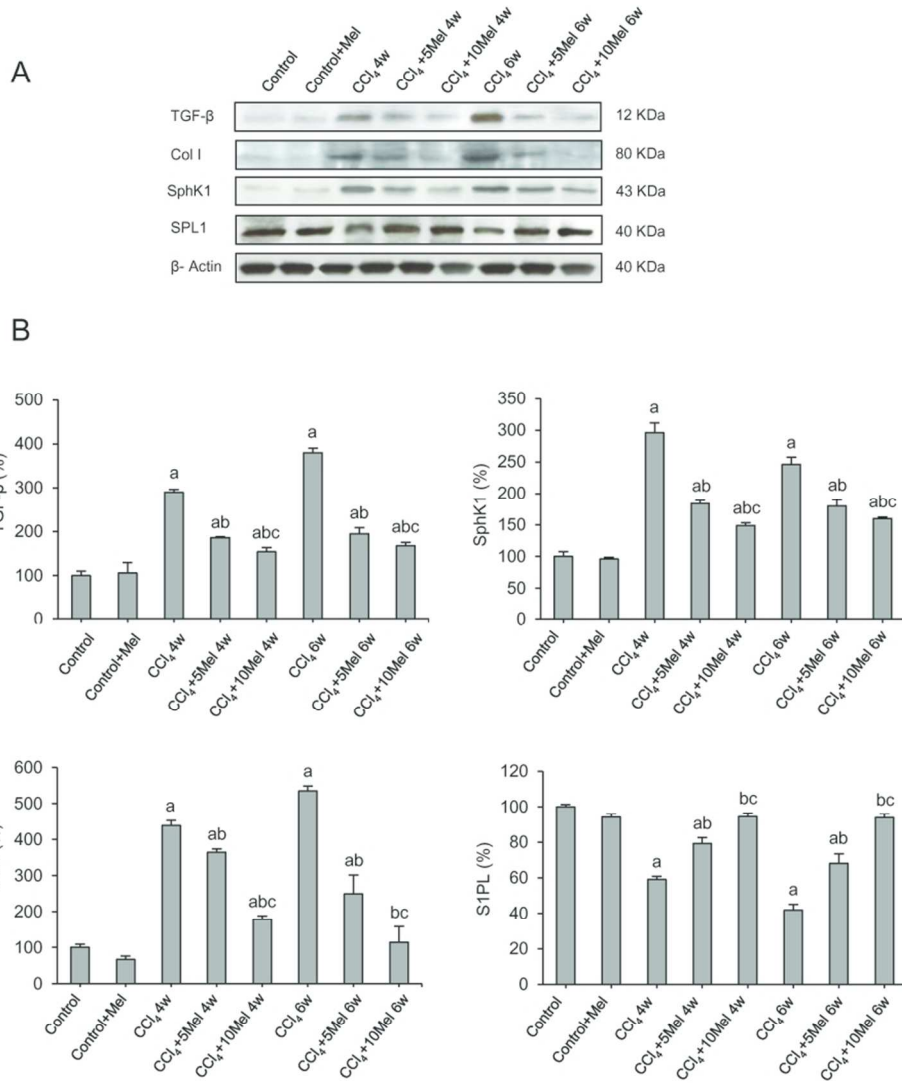 A
Control
Control+Mel
CCl₄ 4w
CCl₄+5Mel 4w
CCl₄+10Mel 4w
CCl₄ 6w
CCl₄+5Mel 6w
CCl₄+10Mel 6w
TGF-β 12 KDa
Col I 80 KDa
SphK1 43 KDa
SPL1 40 KDa
β- Actin 40 KDa
B
500
400
300
200
100
0
a
ab
abc
a
ab
abc
Control
Control+Mel
CCl₄ 4w
CCl₄+5Mel 4w
CCl₄+10Mel 4w
CCl₄ 6w
CCl₄+5Mel 6w
CCl₄+10Mel 6w
SphK1 (%)
350
300
250
200
150
100
50
0
a
ab
abc
a
ab
abc
Control
Control+Mel
CCl₄ 4w
CCl₄+5Mel 4w
CCl₄+10Mel 4w
CCl₄ 6w
CCl₄+5Mel 6w
CCl₄+10Mel 6w
600
500
400
300
200
100
0
a
ab
abc
a
ab
bc
Control
Control+Mel
CCl₄ 4w
CCl₄+5Mel 4w
CCl₄+10Mel 4w
CCl₄ 6w
CCl₄+5Mel 6w
CCl₄+10Mel 6w
S1PL (%)
120
100
80
60
40
20
0
a
ab
bc
a
ab
bc
Control
Control+Mel
CCl₄ 4w
CCl₄+5Mel 4w
CCl₄+10Mel 4w
CCl₄ 6w
CCl₄+5Mel 6w
CCl₄+10Mel 6w